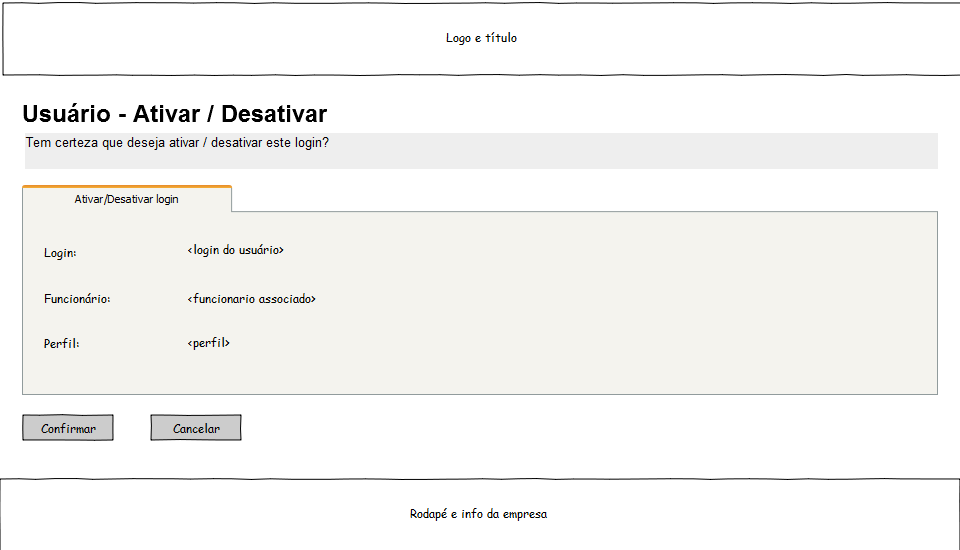 Logo e título
Usuário - Ativar / Desativar
Tem certeza que deseja ativar / desativar este login?
Ativar/Desativar login
Login: <login do usuário>
Funcionário: <funcionario associado>
Perfil: <perfil>
Confirmar Cancelar
Rodapé e info da empresa